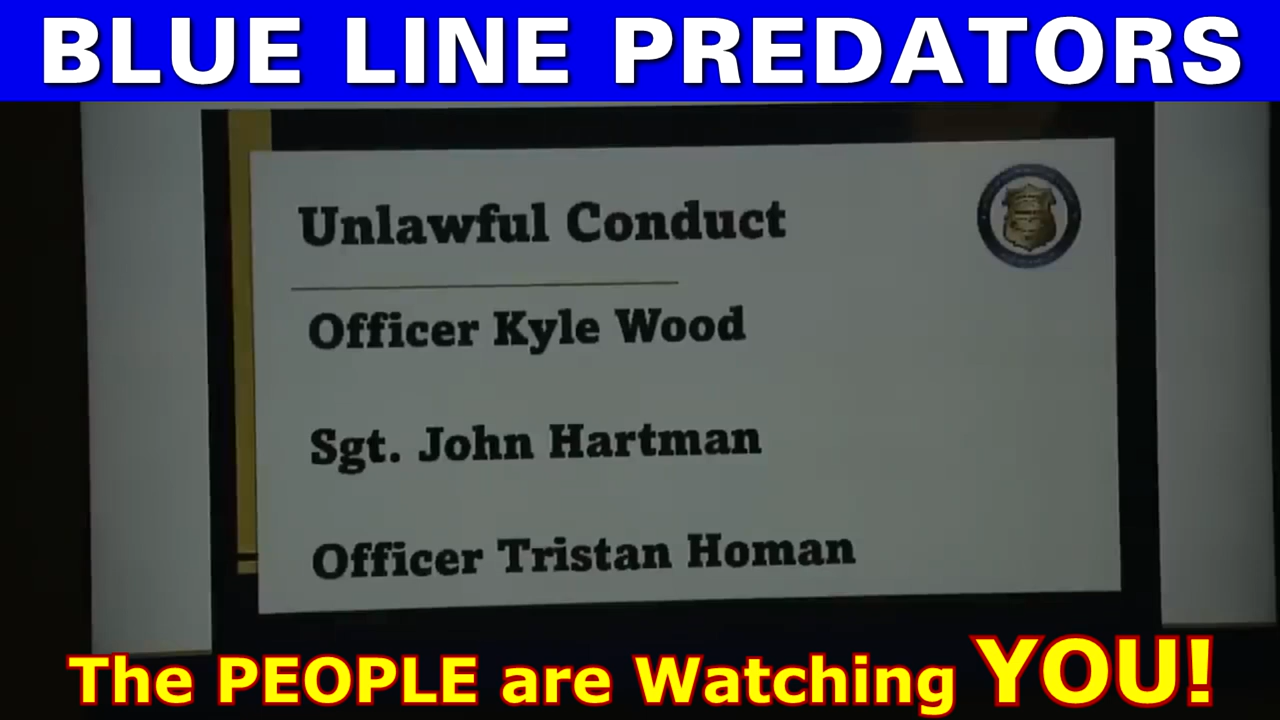 BLUE LINE PREDATORS
Unlawful Conduct
Officer Kyle Wood
Sgt. John Hartman
Officer Tristan Homan
The PEOPLE are Watching YOU!